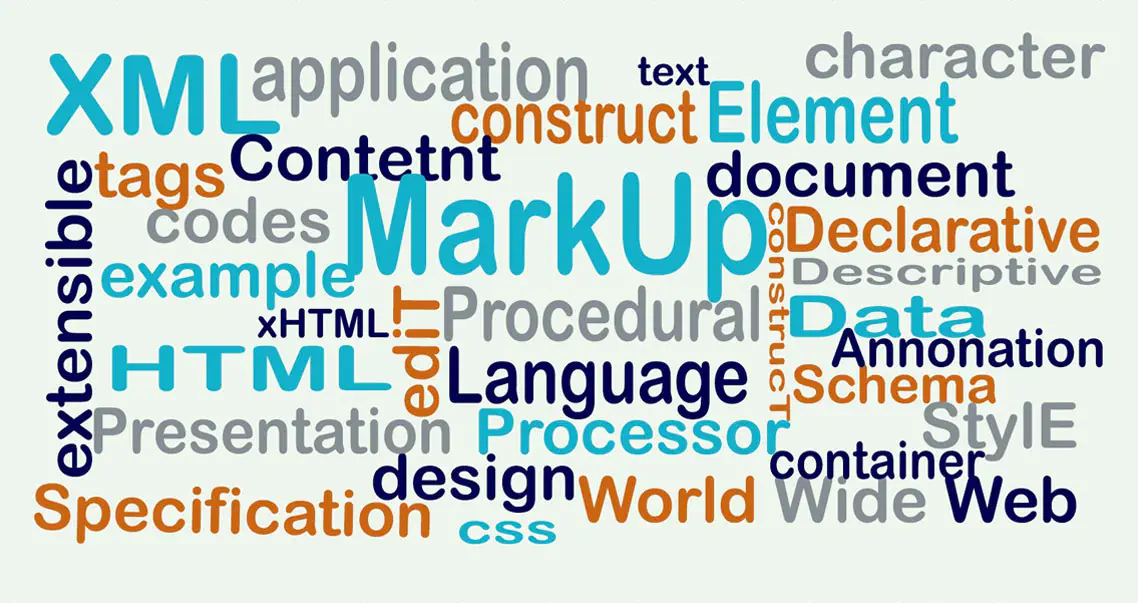 XML
application
text
character
construct
Element
tags
Contetnt
document
extensible
codes
MarkUp
construcT
Declarative
Descriptive
example
xHTML
ediT
Procedural
Data
Annonation
HTML
Language
Schema
Presentation
Processor
StylE
design
container
Specification
css
World
Wide
Web